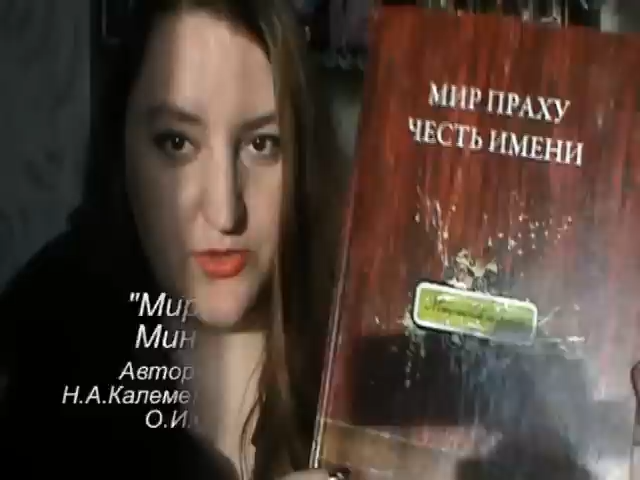 МИР ПРАХУ
ЧЕСТЬ ИМЕНИ
"Мир
Мин
Автор
Н.А.Калеме
О.И.